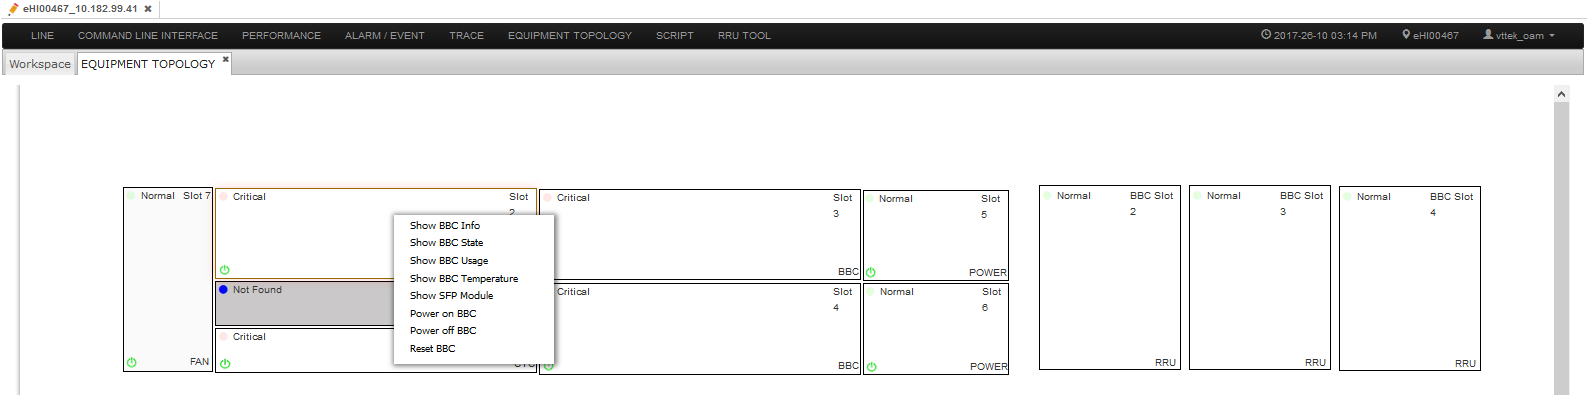 eHI00467_10.182.99.41
LINE COMMAND LINE INTERFACE PERFORMANCE ALARM / EVENT TRACE EQUIPMENT TOPOLOGY SCRIPT RRU TOOL 2017-26-10 03:14 PM eHI00467 vttek_oam
Workspace EQUIPMENT TOPOLOGY
Normal Slot 7
FAN
Critical Slot
2
Not Found
Critical
Show BBC Info
Show BBC State
Show BBC Usage
Show BBC Temperature
Show SFP Module
Power on BBC
Power off BBC
Reset BBC
Critical Slot
3
BBC
Critical Slot
4
BBC
Normal Slot
5
POWER
Normal Slot
6
POWER
Normal BBC Slot
2
RRU
Normal BBC Slot
3
RRU
Normal BBC Slot
4
RRU